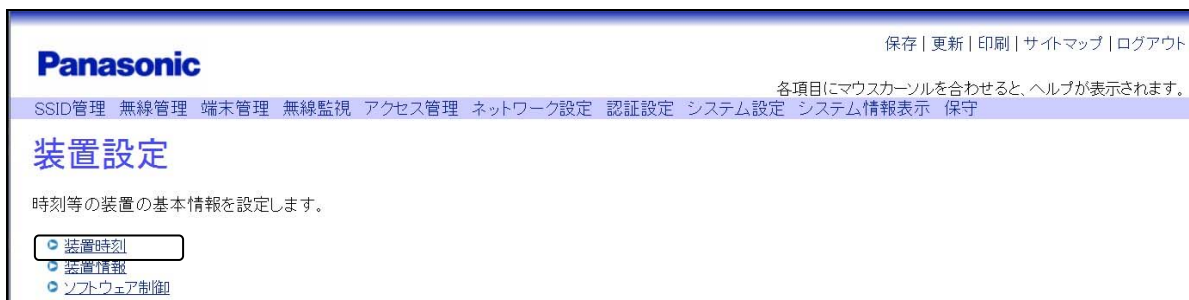 保存 | 更新 | 印刷 | サイトマップ | ログアウト
Panasonic
各項目にマウスカーソルを合わせると、ヘルプが表示されます。
SSID管理 無線管理 端末管理 無線監視 アクセス管理 ネットワーク設定 認証設定 システム設定 システム情報表示 保守
装置設定
時刻等の装置の基本情報を設定します。
装置時刻
装置情報
ソフトウェア制御